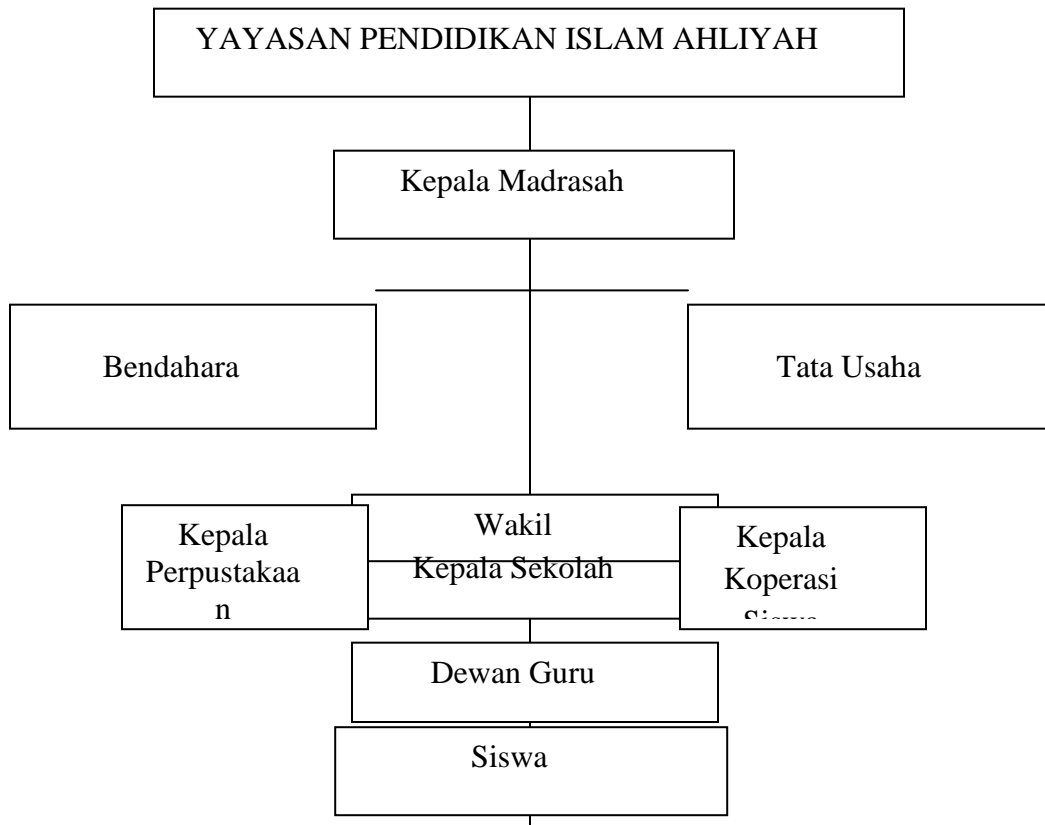 YAYASAN PENDIDIKAN ISLAM AHLIYAH
Kepala Madrasah
Bendahara
Tata Usaha
Kepala
Perpustakaa
n
Wakil
Kepala Sekolah
Kepala
Koperasi
Siswa
Dewan Guru
Siswa